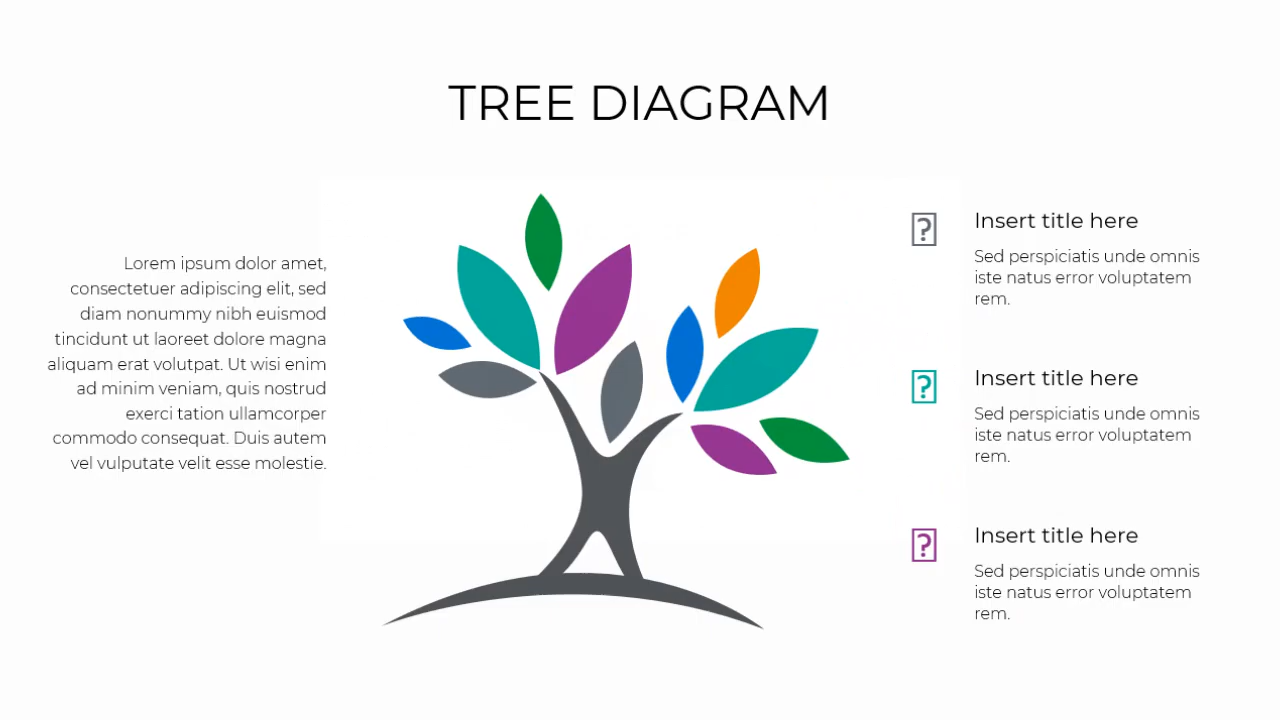 TREE DIAGRAM
Lorem ipsum dolor amet,
consectetuer adipiscing elit, sed
diam nonummy nibh euismod
tincidunt ut laoreet dolore magna
aliquam erat volutpat. Ut wisi enim
ad minim veniam, quis nostrud
exerci tation ullamcorper
commodo consequat. Duis autem
vel vulputate velit esse molestie.
?
Insert title here
Sed perspiciatis unde omnis
iste natus error voluptatem
rem.
?
Insert title here
Sed perspiciatis unde omnis
iste natus error voluptatem
rem.
?
Insert title here
Sed perspiciatis unde omnis
iste natus error voluptatem
rem.